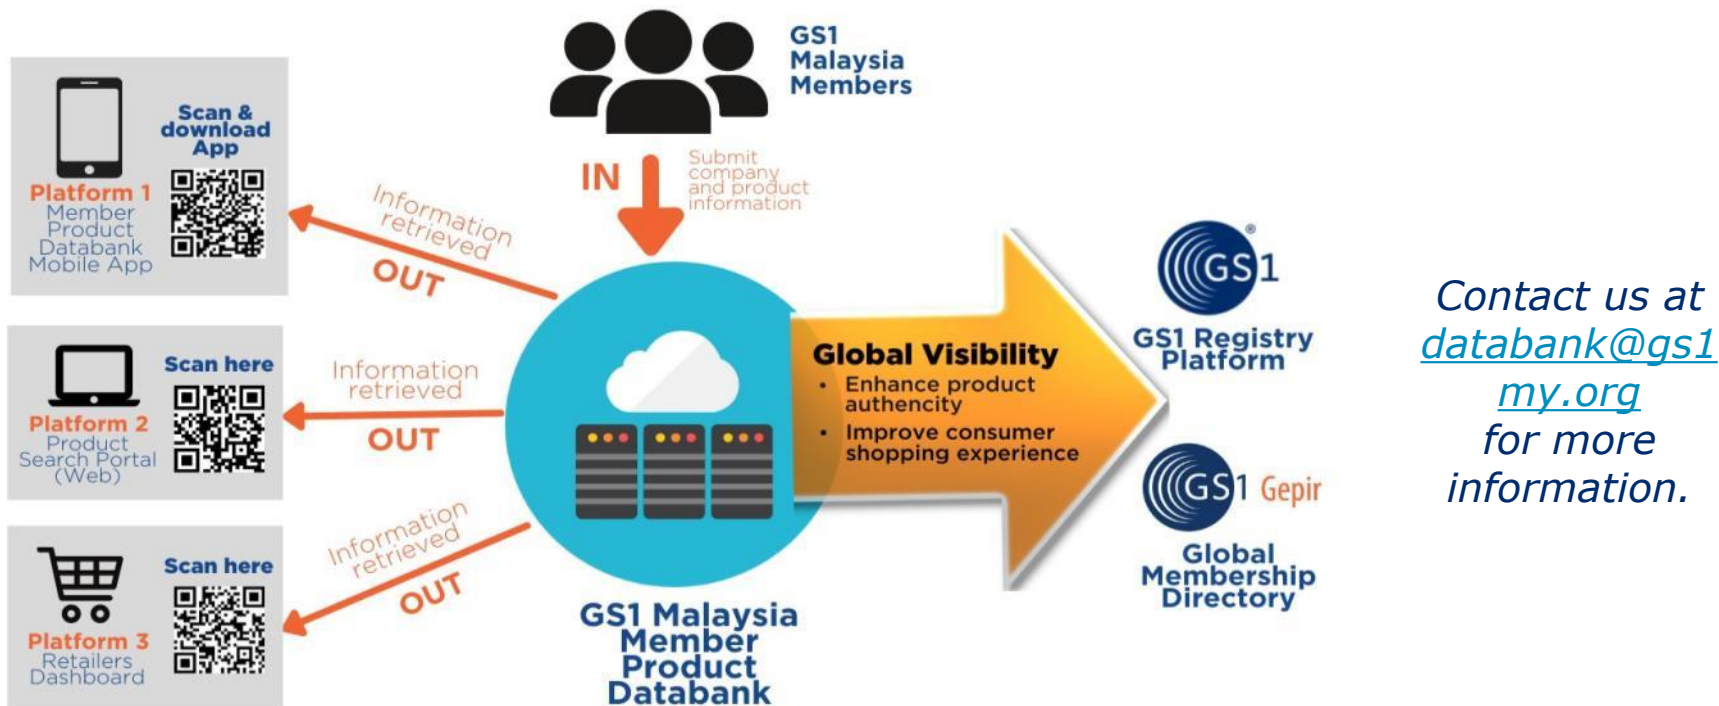 GS1
Malaysia
Members
IN
Submit
company
and product
information
Scan &
download
App
Platform 1
Member
Product
Databank
Mobile App
Information
retrieved
OUT
Scan here
Platform 2
Product
Search Portal
(Web)
Information
retrieved
OUT
Scan here
Platform 3
Retailers
Dashboard
Information
retrieved
OUT
GS1 Malaysia
Member
Product
Databank
Global Visibility
• Enhance product
authencity
• Improve consumer
shopping experience
GS1®
GS1 Registry
Platform
GS1 Gepir
Global
Membership
Directory
Contact us at
databank@gs1
my.org
for more
information.